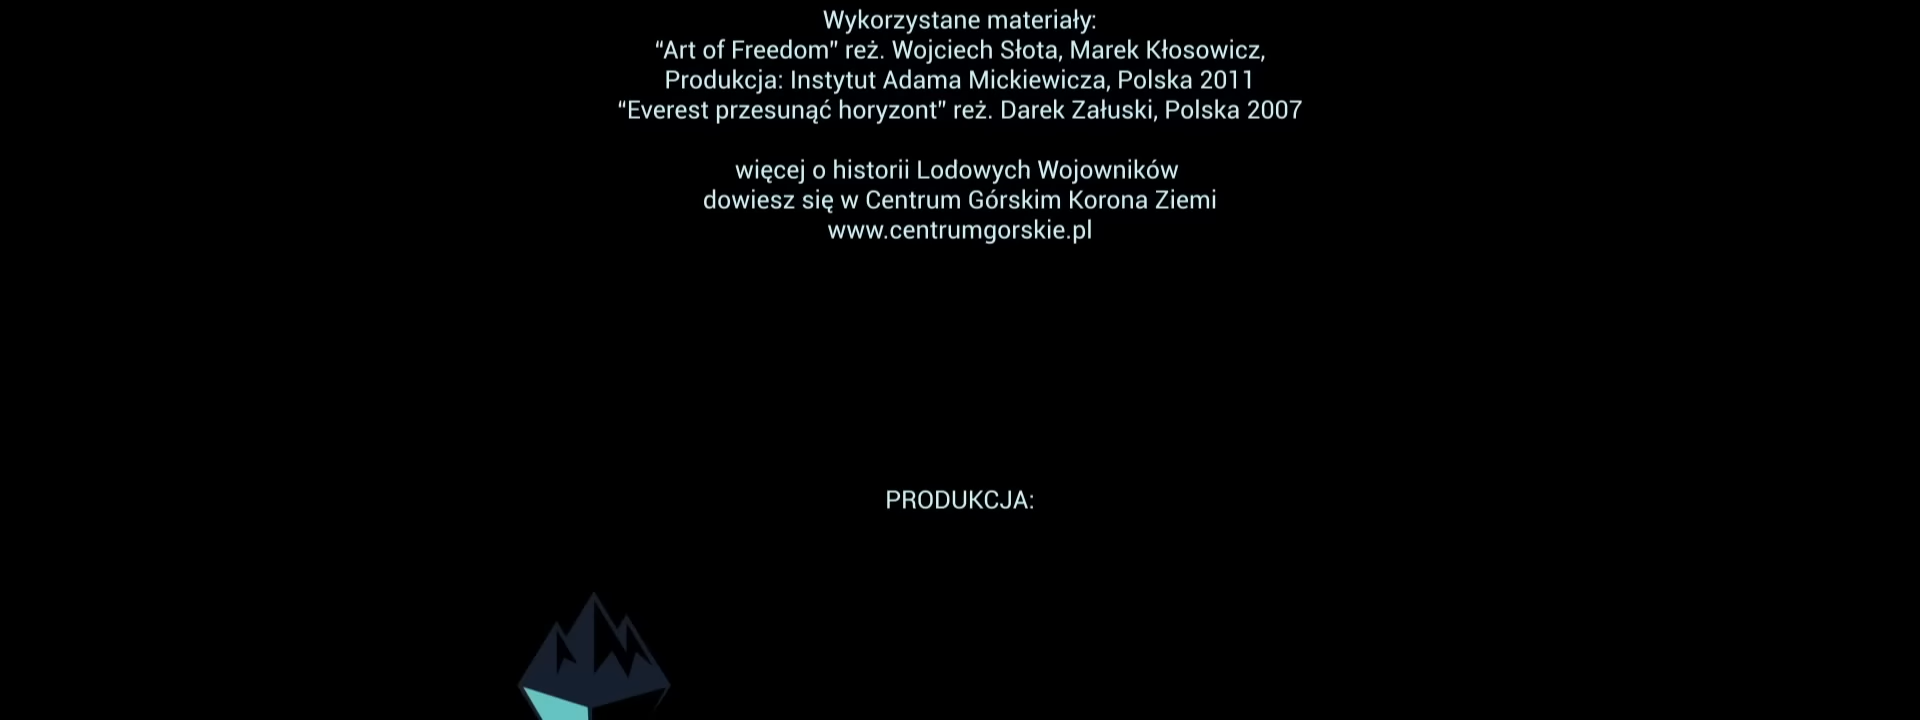 Wykorzystane materiały:
“Art of Freedom” reż. Wojciech Słota, Marek Kłosowicz,
Produkcja: Instytut Adama Mickiewicza, Polska 2011
“Everest przesunąć horyzont” reż. Darek Załuski, Polska 2007
więcej o historii Lodowych Wojowników
dowiesz się w Centrum Górskim Korona Ziemi
www.centrumgorskie.pl
PRODUKCJA: